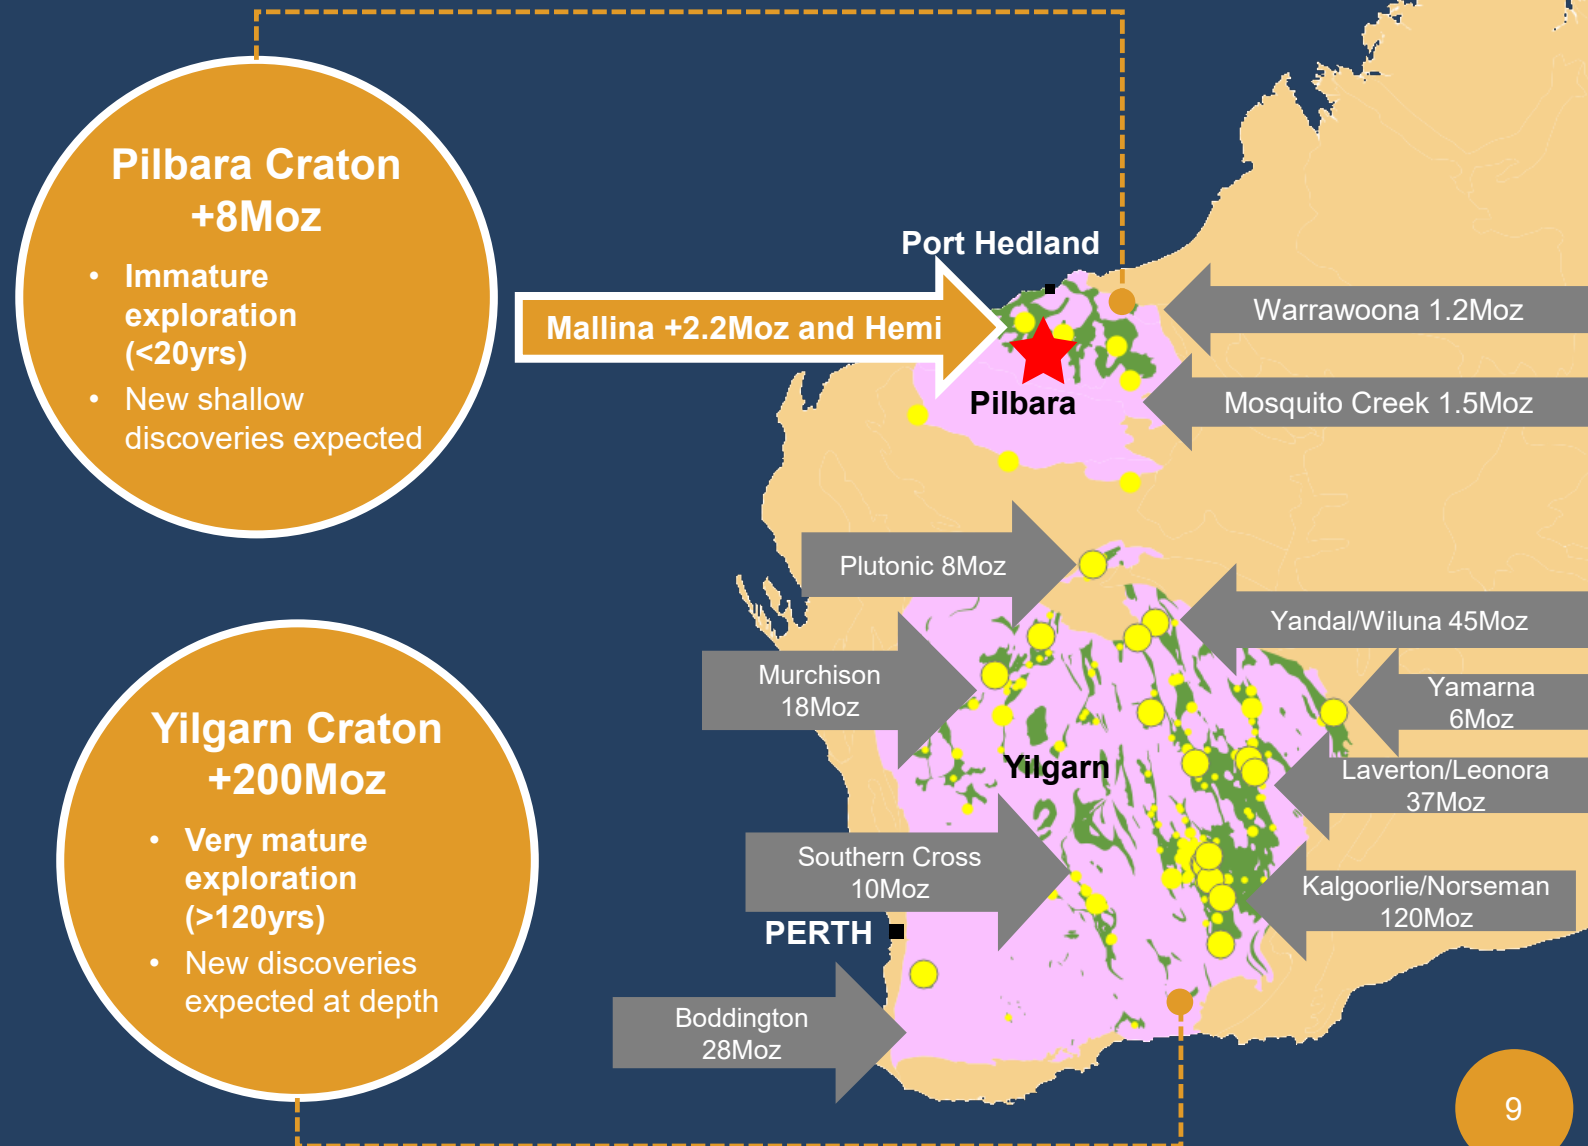 Pilbara Craton
+8Moz
• Immature
exploration
(<20yrs)
• New shallow
discoveries expected
Port Hedland
Mallina +2.2Moz and Hemi
Warrawoona 1.2Moz
Pilbara
Mosquito Creek 1.5Moz
Plutonic 8Moz
Yandal/Wiluna 45Moz
Murchison
18Moz
Yamarna
6Moz
Yilgarn
Laverton/Leonora
37Moz
Southern Cross
10Moz
Kalgoorlie/Norseman
120Moz
PERTH
Boddington
28Moz
Yilgarn Craton
+200Moz
• Very mature
exploration
(>120yrs)
• New discoveries
expected at depth
9